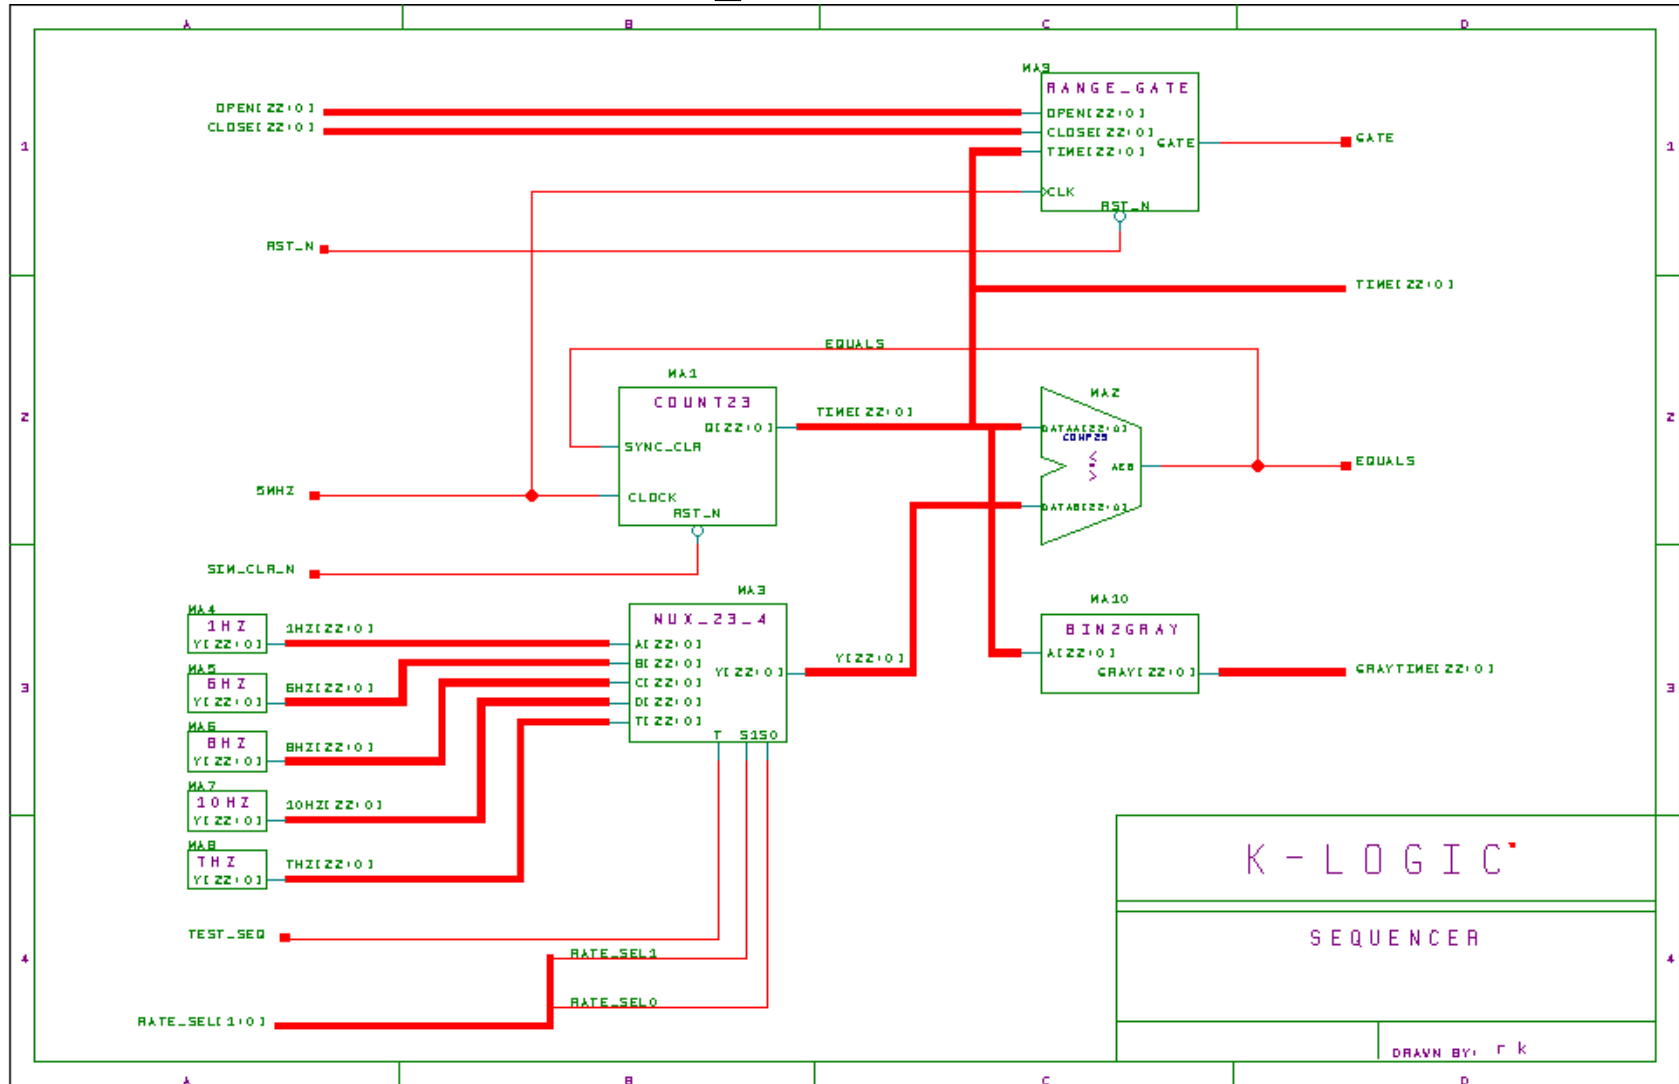 A B C D
MA9
RANGE_GATE
OPEN[22:0] OPEN[22:0]
CLOSE[22:0] CLOSE[22:0]
TIME[22:0] GATE GATE
1 1
CLK
RST_N
RST_N
TIME[22:0]
EQUALS
MA1
COUNT23
MA2
TIME[22:0]
Q[22:0] DATAA[22:0]
2 2
COMP23
SYNC_CLR
<=> AEB EQUALS
5MHZ CLOCK
DATAB[22:0]
RST_N
SIM_CLR_N
MA3 MA10
MA4
1HZ 1HZ[22:0]
Y[22:0]
MUX_23_4
BIN2GRAY
A[22:0] A[22:0]
MA5
B[22:0] Y[22:0] Y[22:0] GRAY[22:0] GRAYTIME[22:0]
6HZ 6HZ[22:0]
Y[22:0]
C[22:0]
3 3
D[22:0]
T[22:0]
MA6
8HZ 8HZ[22:0]
Y[22:0]
T S1 S0
MA7
10HZ 10HZ[22:0]
Y[22:0]
MA8
THZ THZ[22:0]
Y[22:0]
K-LOGIC
TEST_SEQ
SEQUENCER
RATE_SEL1
4 4
RATE_SEL0
RATE_SEL[1:0]
DRAWN BY: r k
A B C D